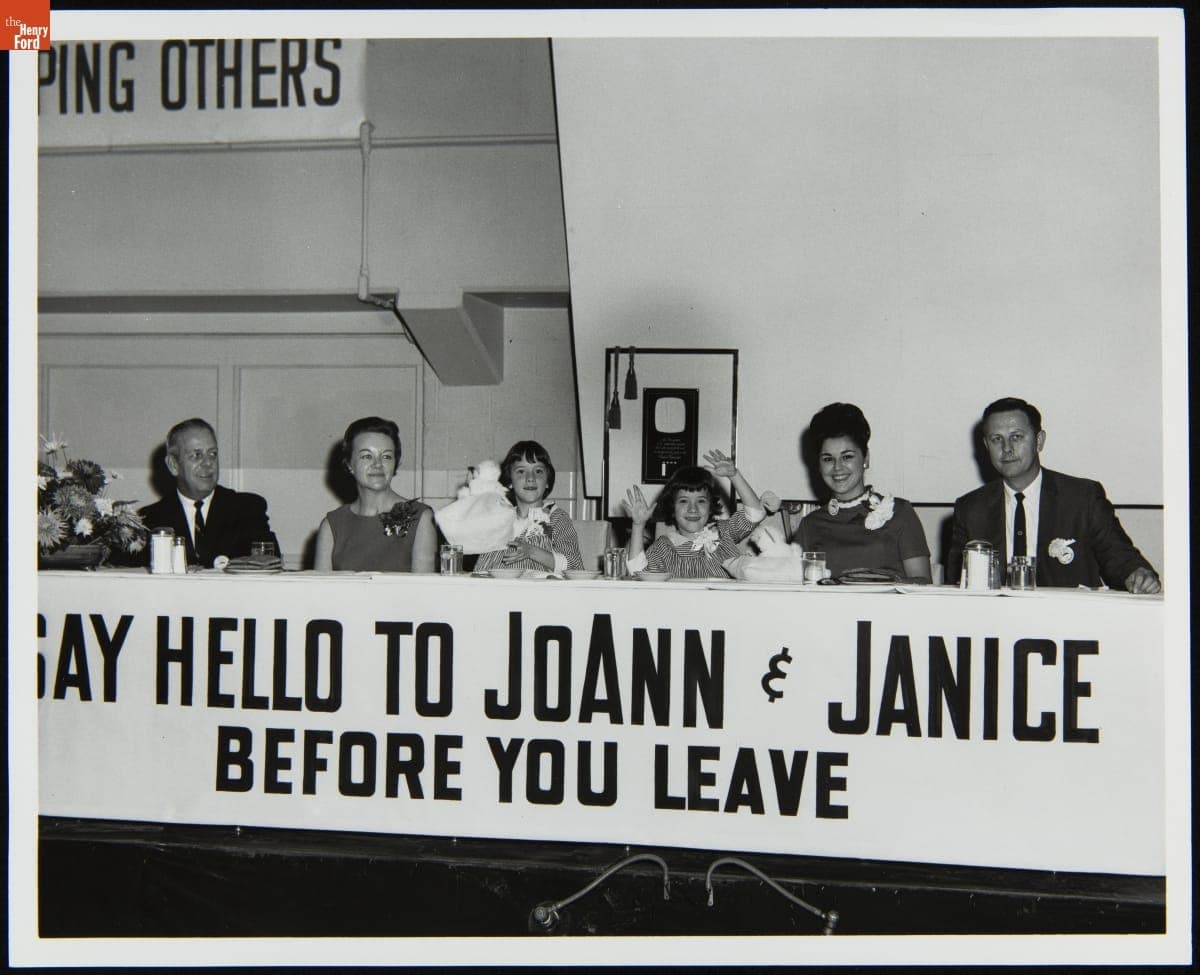 the
Henry
Ford
PING OTHERS
SAY HELLO TO JOANN & JANICE
BEFORE YOU LEAVE